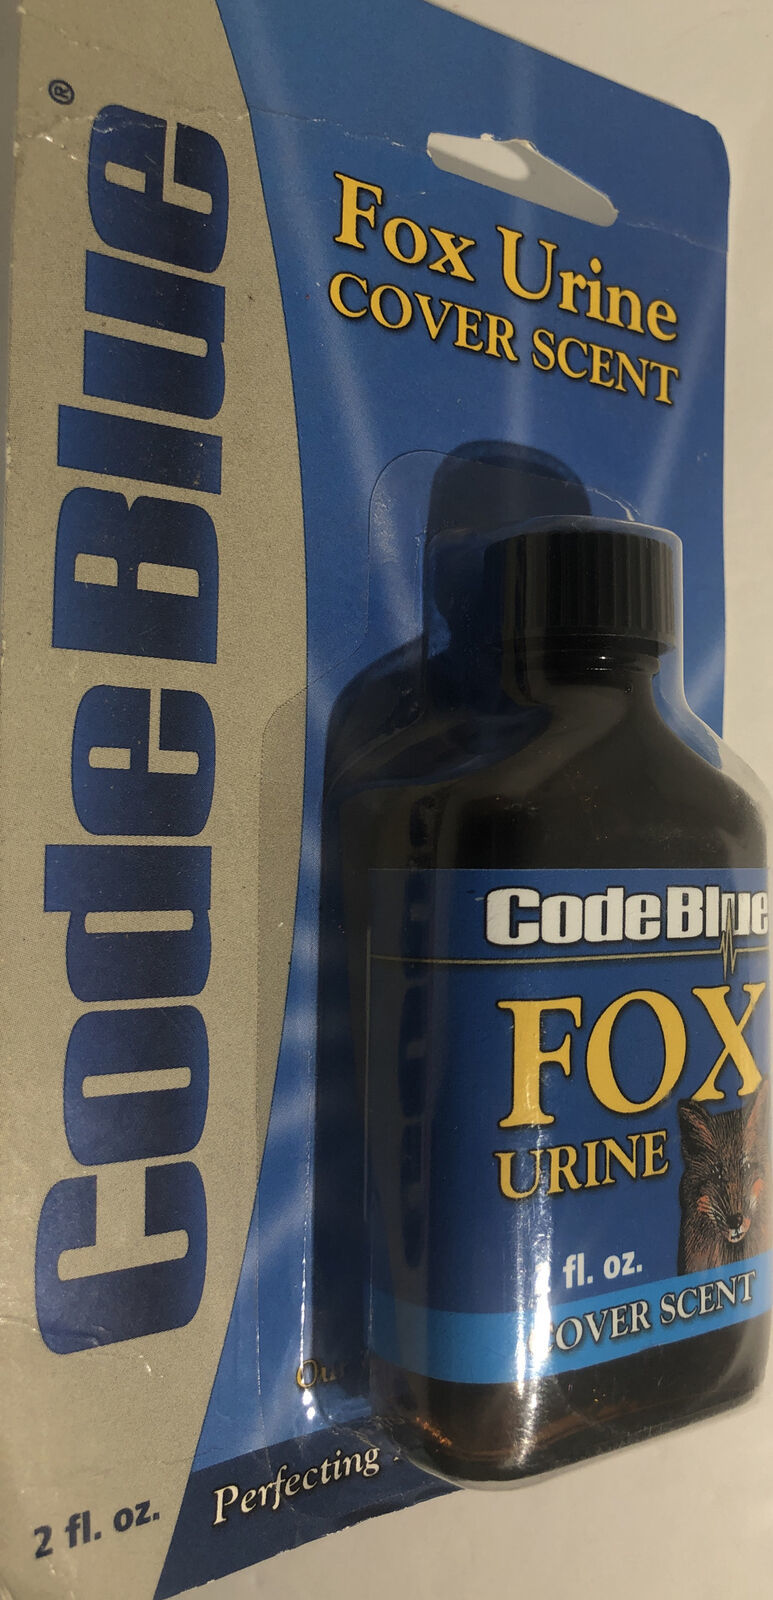 CodeBlue®
Fox Urine
COVER SCENT
CodeBlue
FOX
URINE
fl. oz.
COVER SCENT
Perfecting
2 fl. oz.